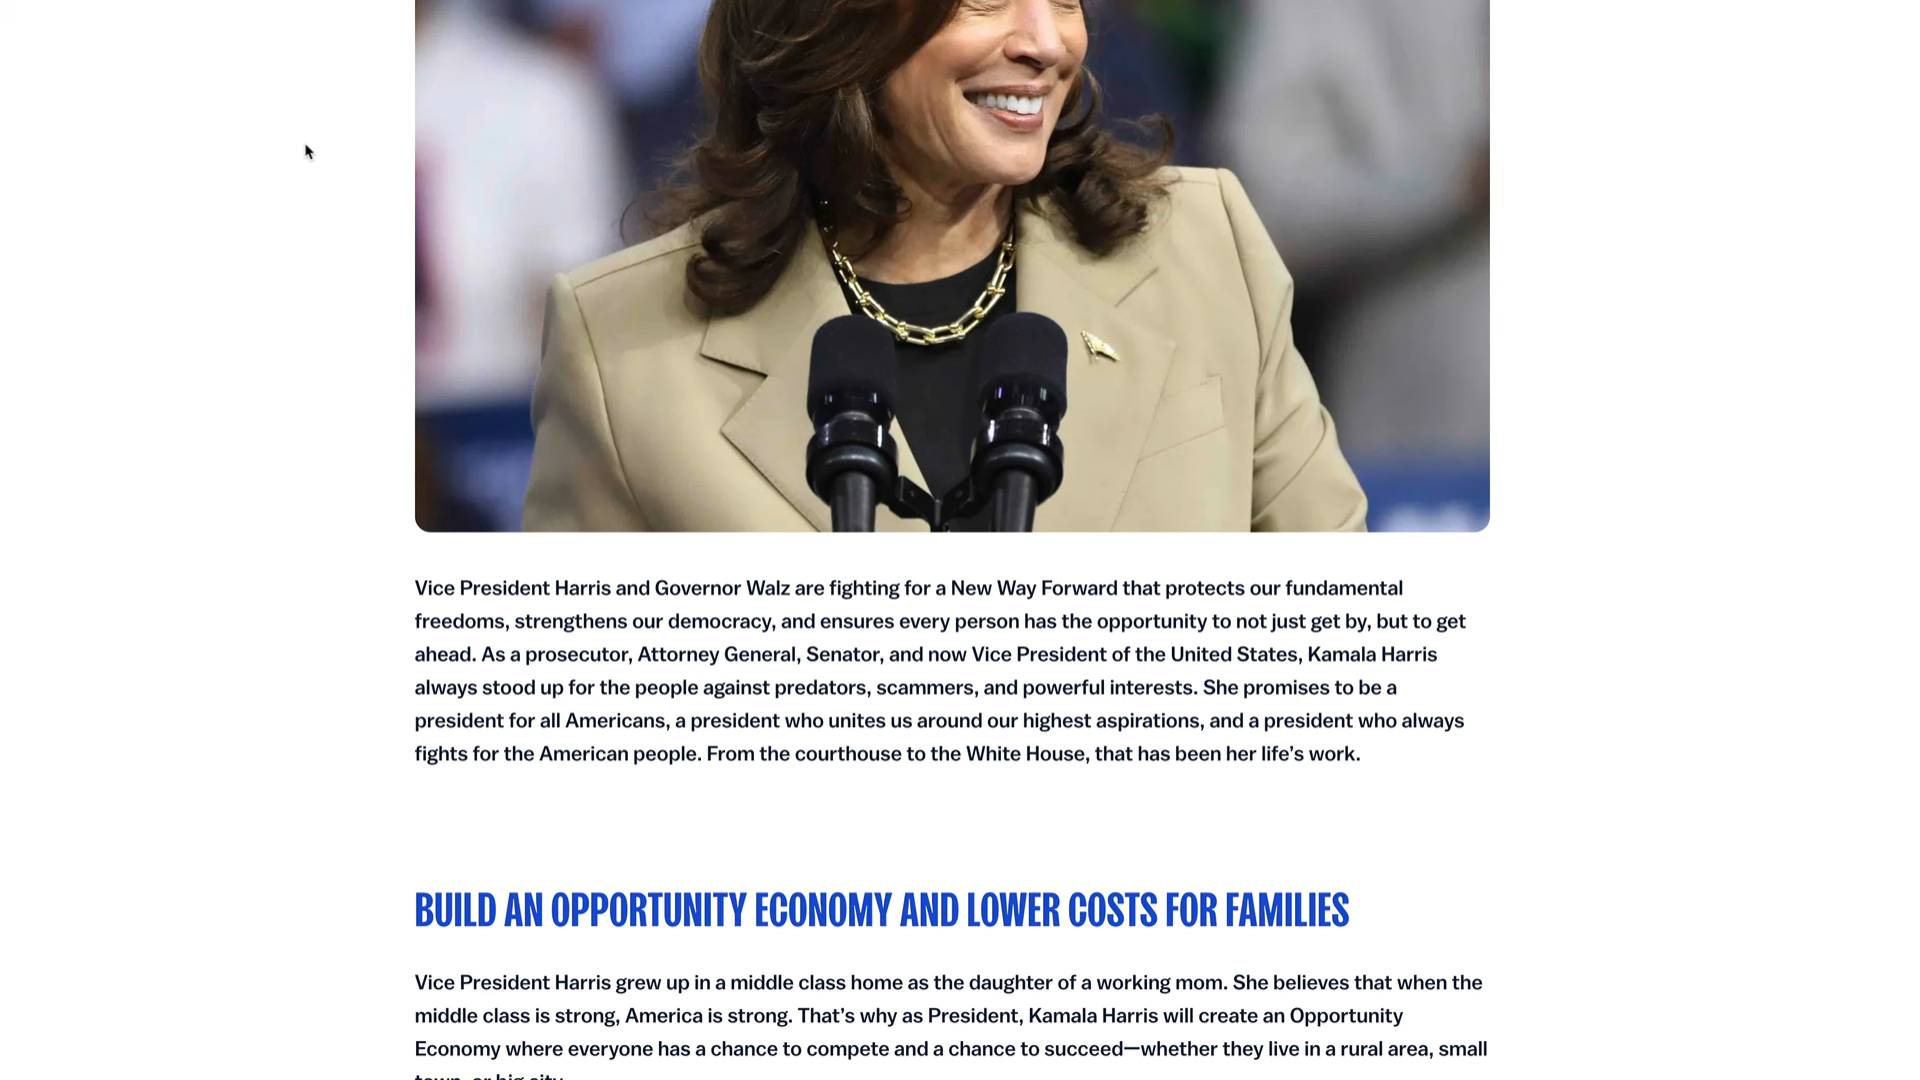 Vice President Harris and Governor Walz are fighting for a New Way Forward that protects our fundamental
freedoms, strengthens our democracy, and ensures every person has the opportunity to not just get by, but to get
ahead. As a prosecutor, Attorney General, Senator, and now Vice President of the United States, Kamala Harris
always stood up for the people against predators, scammers, and powerful interests. She promises to be a
president for all Americans, a president who unites us around our highest aspirations, and a president who always
fights for the American people. From the courthouse to the White House, that has been her life’s work.
BUILD AN OPPORTUNITY ECONOMY AND LOWER COSTS FOR FAMILIES
Vice President Harris grew up in a middle class home as the daughter of a working mom. She believes that when the
middle class is strong, America is strong. That’s why as President, Kamala Harris will create an Opportunity
Economy where everyone has a chance to compete and a chance to succeed—whether they live in a rural area, small
town, or big city.